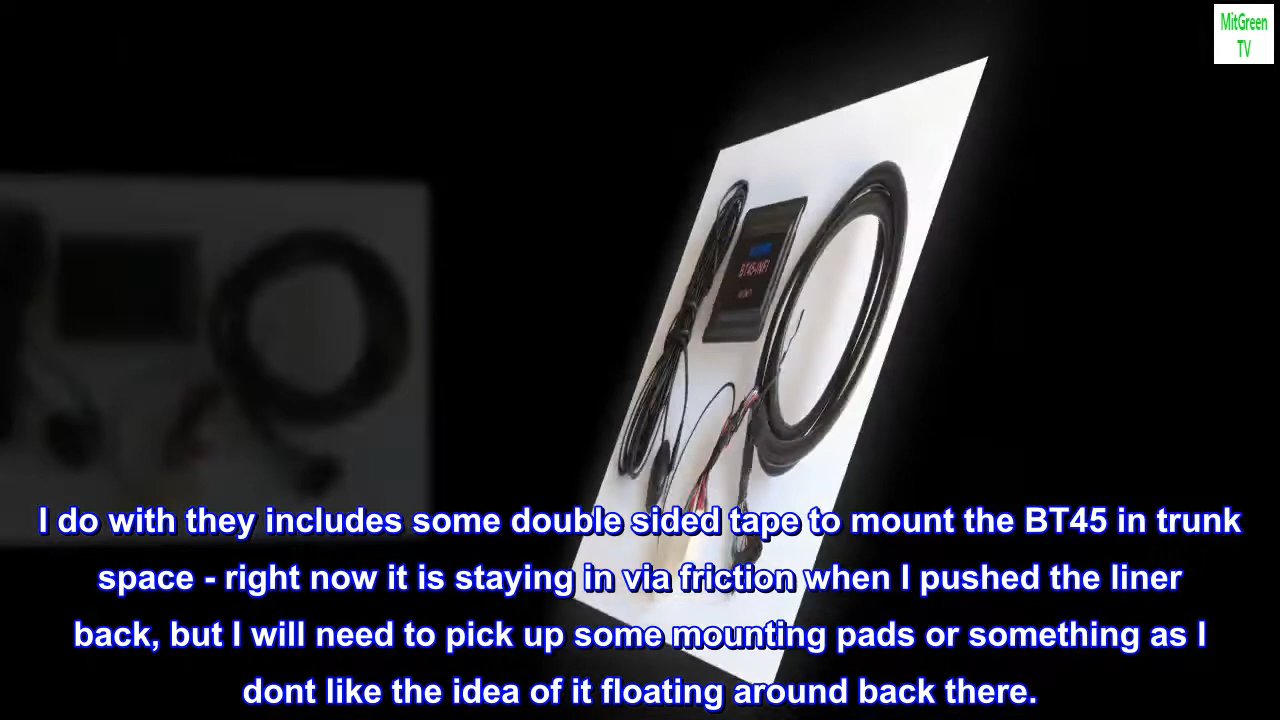 MitGreen
TV
BT45-INFI
I do with they includes some double sided tape to mount the BT45 in trunk
space - right now it is staying in via friction when I pushed the liner
back, but I will need to pick up some mounting pads or something as I
dont like the idea of it floating around back there.